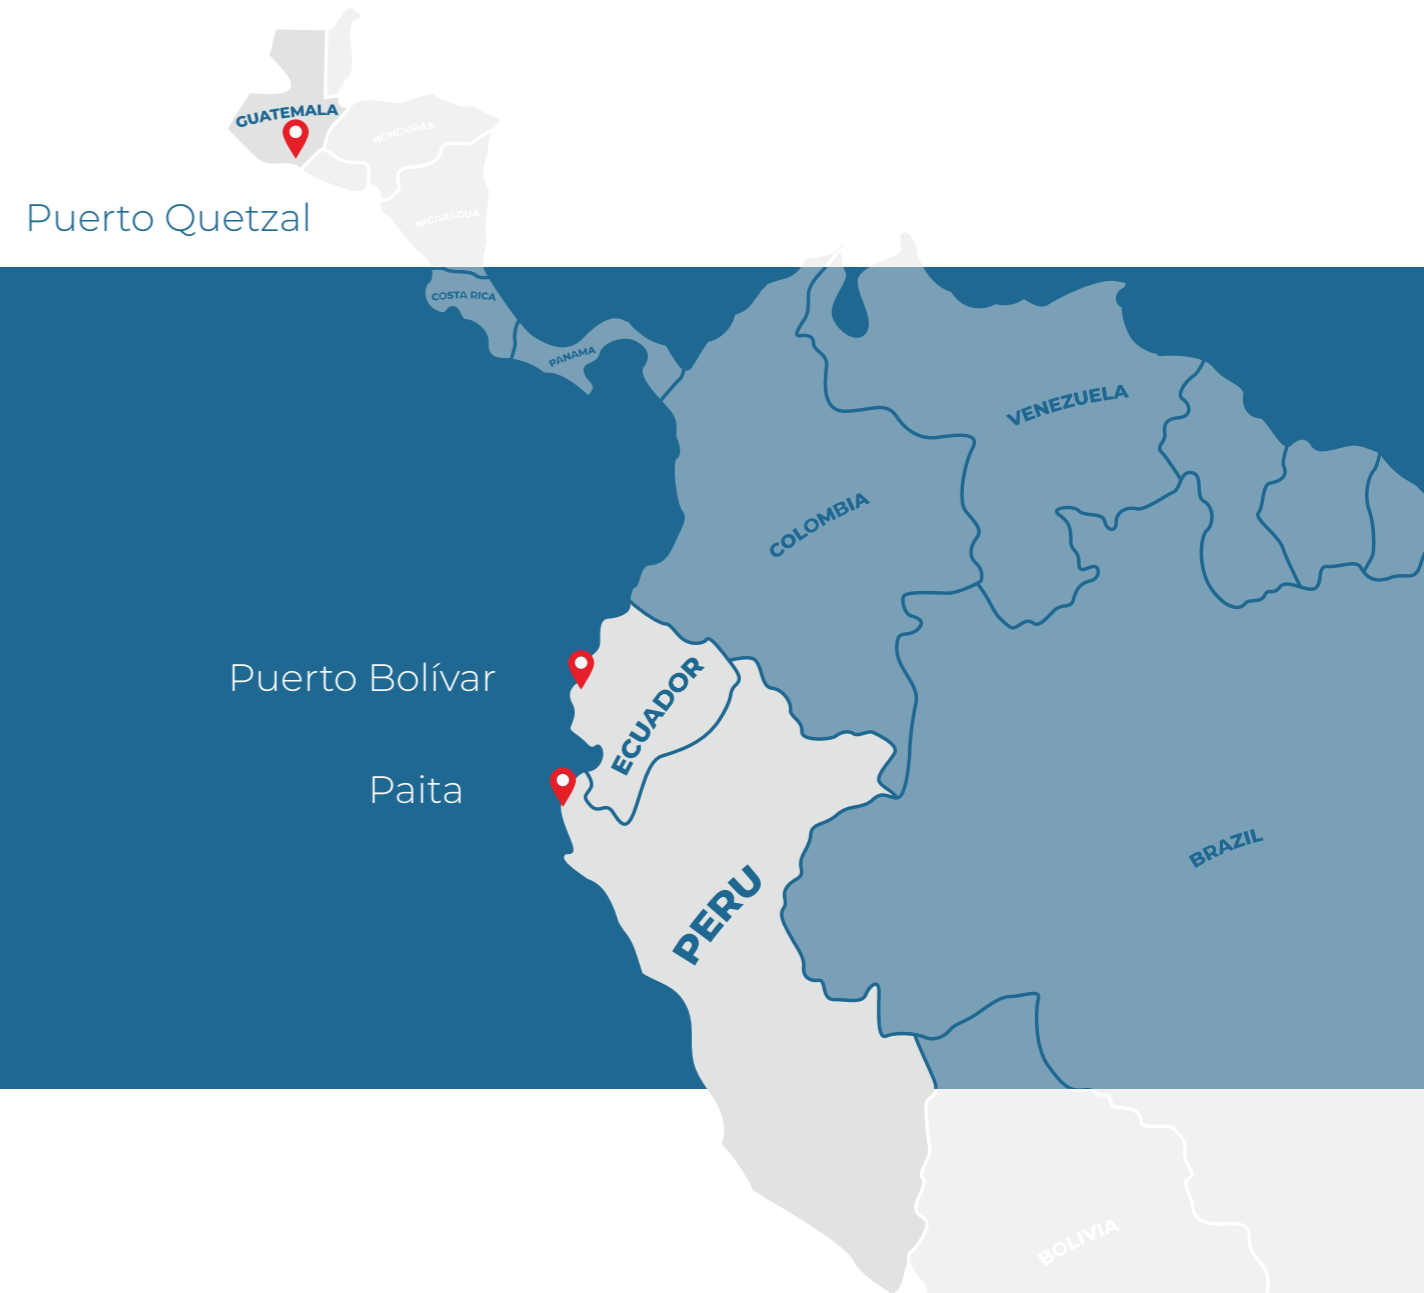 GUATEMALA
HONDURAS
Puerto Quetzal
NICARAGUA
COSTA RICA
PANAMA
VENEZUELA
COLOMBIA
Puerto Bolívar
ECUADOR
Paita
BRAZIL
PERU
BOLIVIA